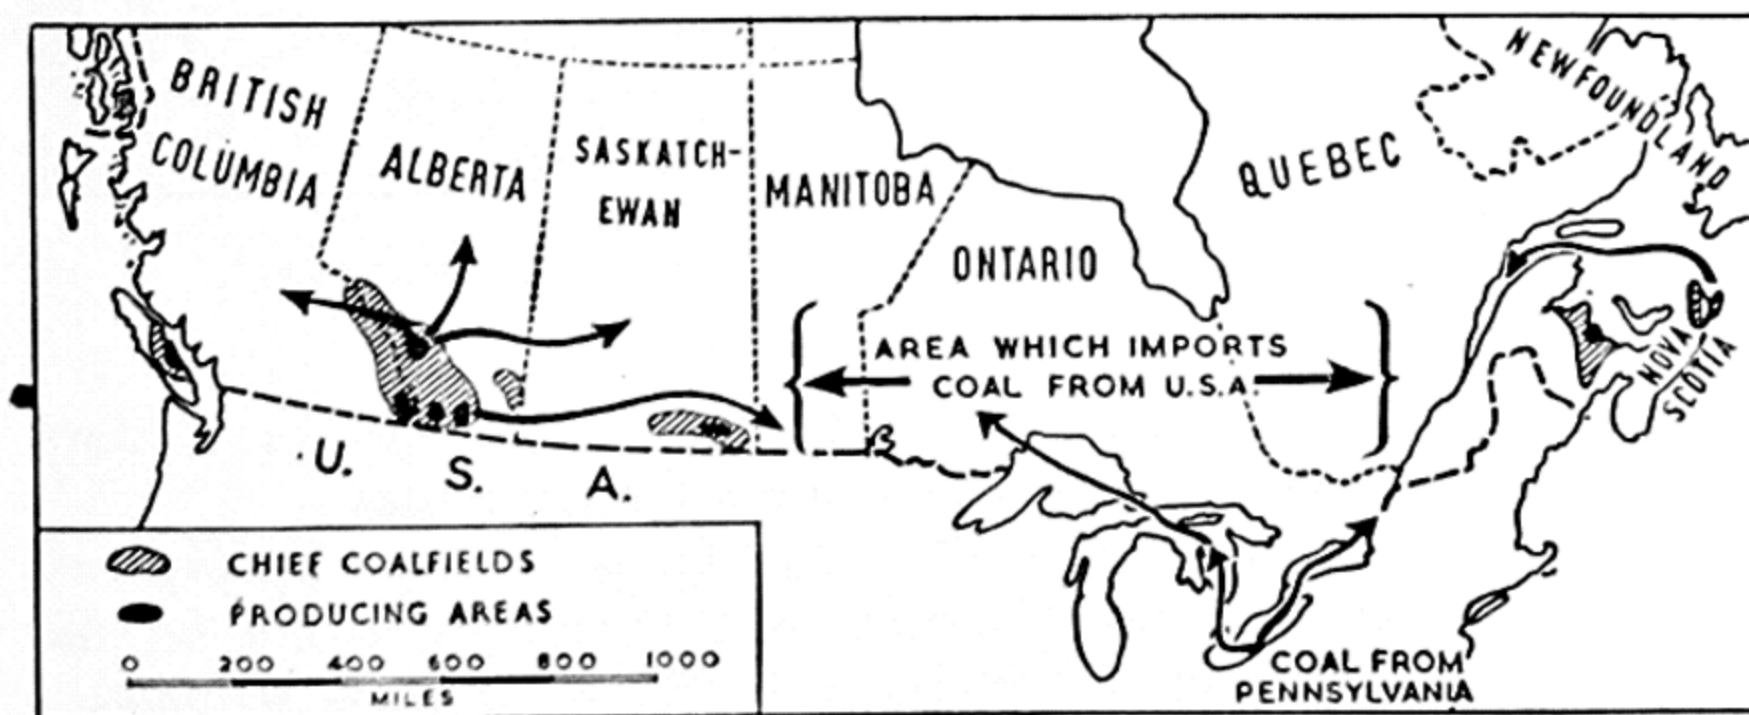 BRITISH
COLUMBIA
ALBERTA
SASKATCH-
EWAN
MANITOBA
ONTARIO
QUEBEC
NEWFOUNDLAND
NOVA
SCOTIA
AREA WHICH IMPORTS
COAL FROM U.S.A.
U. S. A.
COAL FROM
PENNSYLVANIA
CHIEF COALFIELDS
PRODUCING AREAS
0 200 400 600 800 1000
MILES